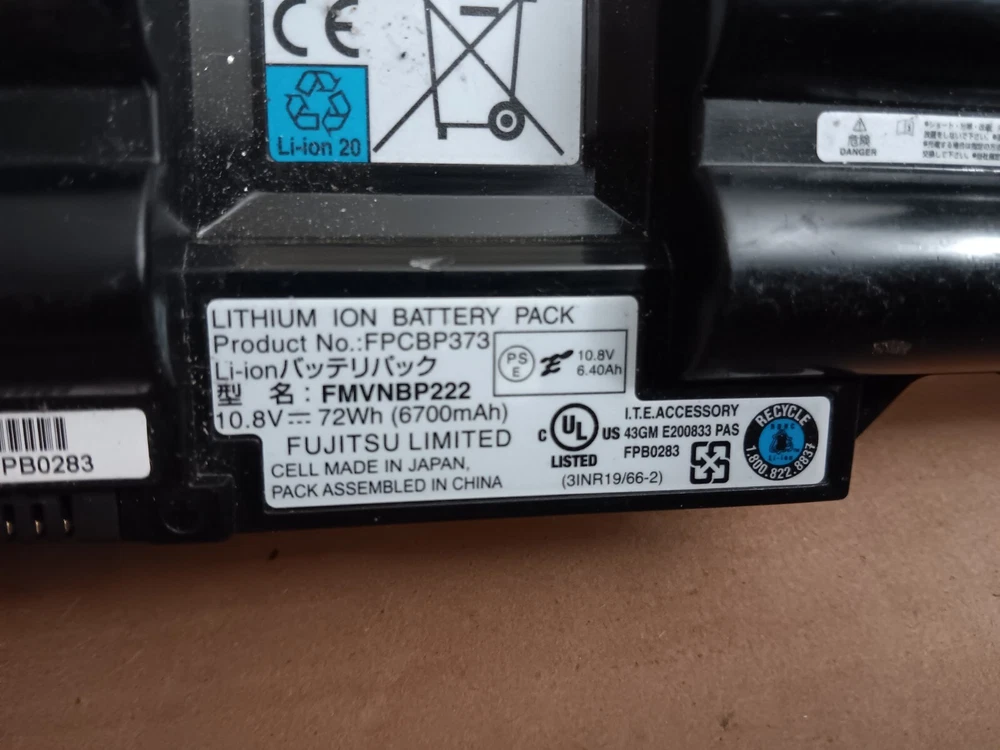 CE
Li-ion 20
危険
DANGER
LITHIUM ION BATTERY PACK
Product No.:FPCBP373
Li-ionバッテリパック
型 名 : FMVNBP222
10.8V⎓72Wh (6700mAh)
PS
E
10.8V
6.40Ah
FUJITSU LIMITED
CELL MADE IN JAPAN,
PACK ASSEMBLED IN CHINA
C UL US
LISTED
I.T.E.ACCESSORY
43GM E200833 PAS
FPB0283
(3INR19/66-2)
RECYCLE
Li-ion
1.800.822.8837
PB0283